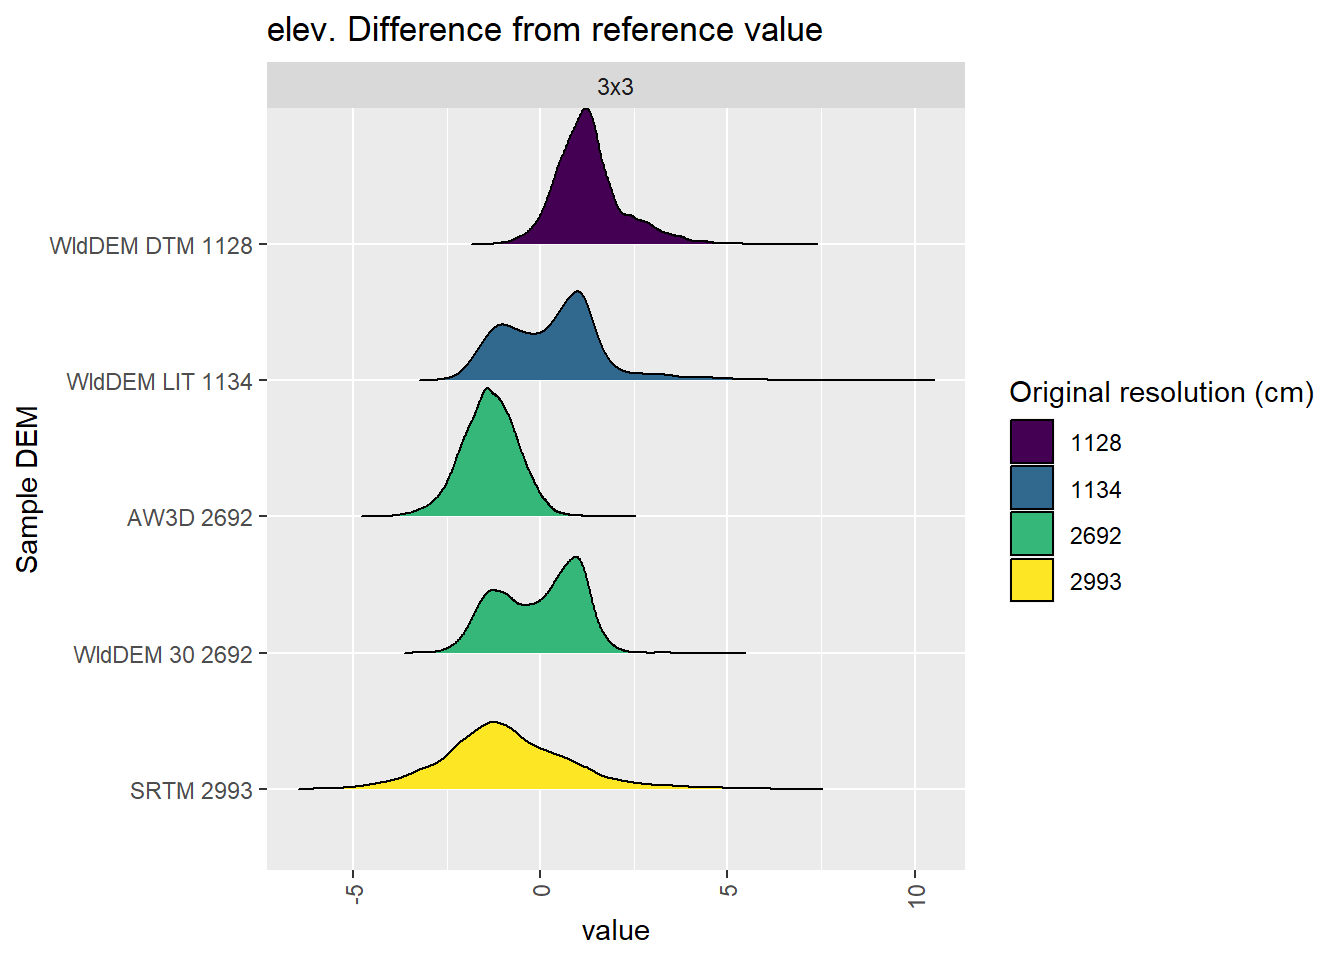 elev. Difference from reference value
3x3
WldDEM DTM 1128
WldDEM LIT 1134
AW3D 2692
WldDEM 30 2692
SRTM 2993
Sample DEM
-5
0
5
10
value
Original resolution (cm)
1128
1134
2692
2993